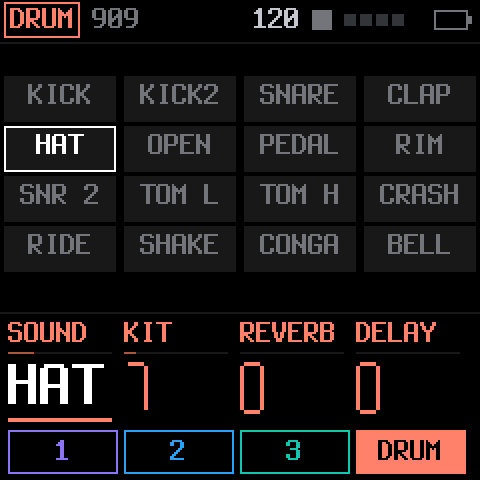 DRUM 909 120
KICK KICK2 SNARE CLAP
HAT OPEN PEDAL RIM
SNR 2 TOM L TOM H CRASH
RIDE SHAKE CONGA BELL
SOUND KIT REVERB DELAY
HAT 1 0 0
1 2 3 DRUM